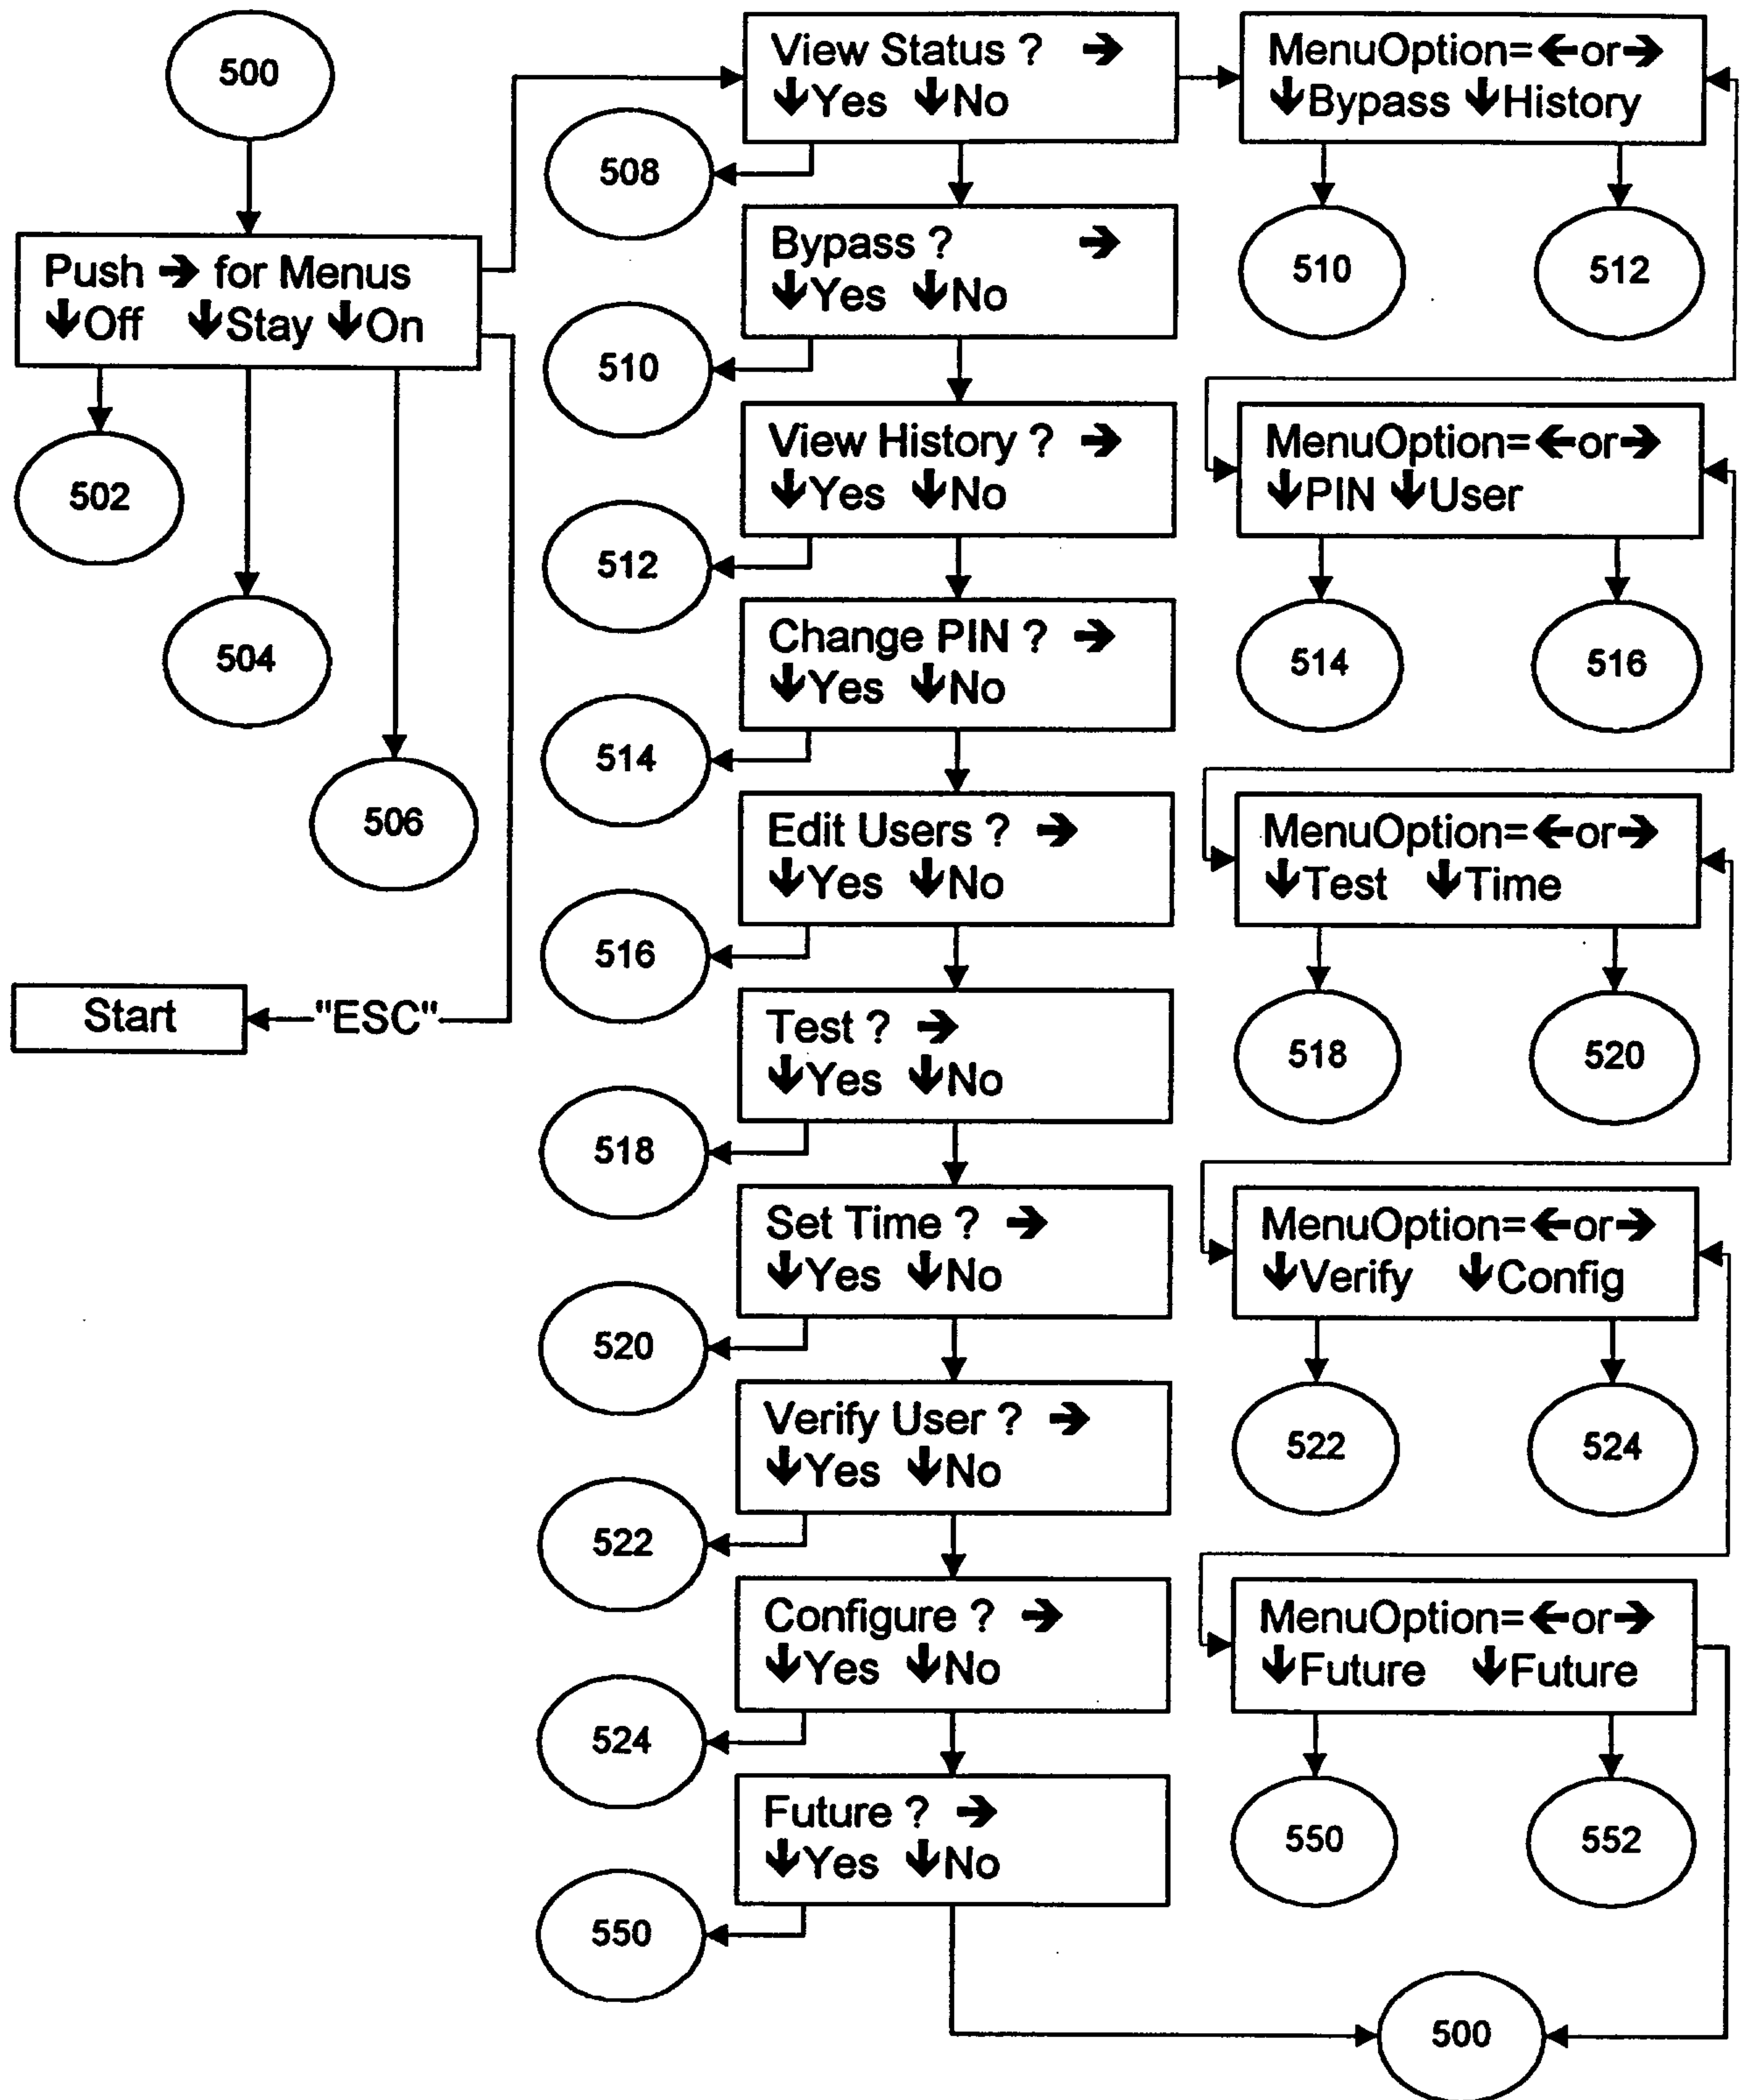 500
Push → for Menus
↓Off ↓Stay ↓On
502
504
506
Start
"ESC"
View Status ? →
↓Yes ↓No
508
Bypass ? →
↓Yes ↓No
510
View History ? →
↓Yes ↓No
512
Change PIN ? →
↓Yes ↓No
514
Edit Users ? →
↓Yes ↓No
516
Test ? →
↓Yes ↓No
518
Set Time ? →
↓Yes ↓No
520
Verify User ? →
↓Yes ↓No
522
Configure ? →
↓Yes ↓No
524
Future ? →
↓Yes ↓No
550
MenuOption=←or→
↓Bypass ↓History
510
512
MenuOption=←or→
↓PIN ↓User
514
516
MenuOption=←or→
↓Test ↓Time
518
520
MenuOption=←or→
↓Verify ↓Config
522
524
MenuOption=←or→
↓Future ↓Future
550
552
500